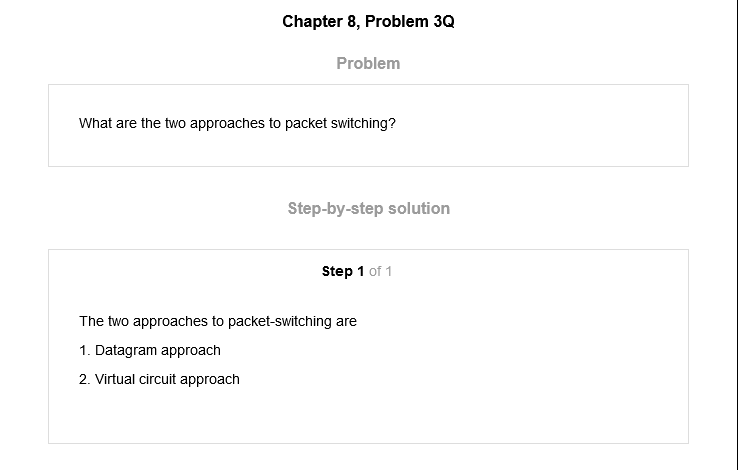 Chapter 8, Problem 3Q
Problem
What are the two approaches to packet switching?
Step-by-step solution
Step 1 of 1
The two approaches to packet-switching are
1. Datagram approach
2. Virtual circuit approach